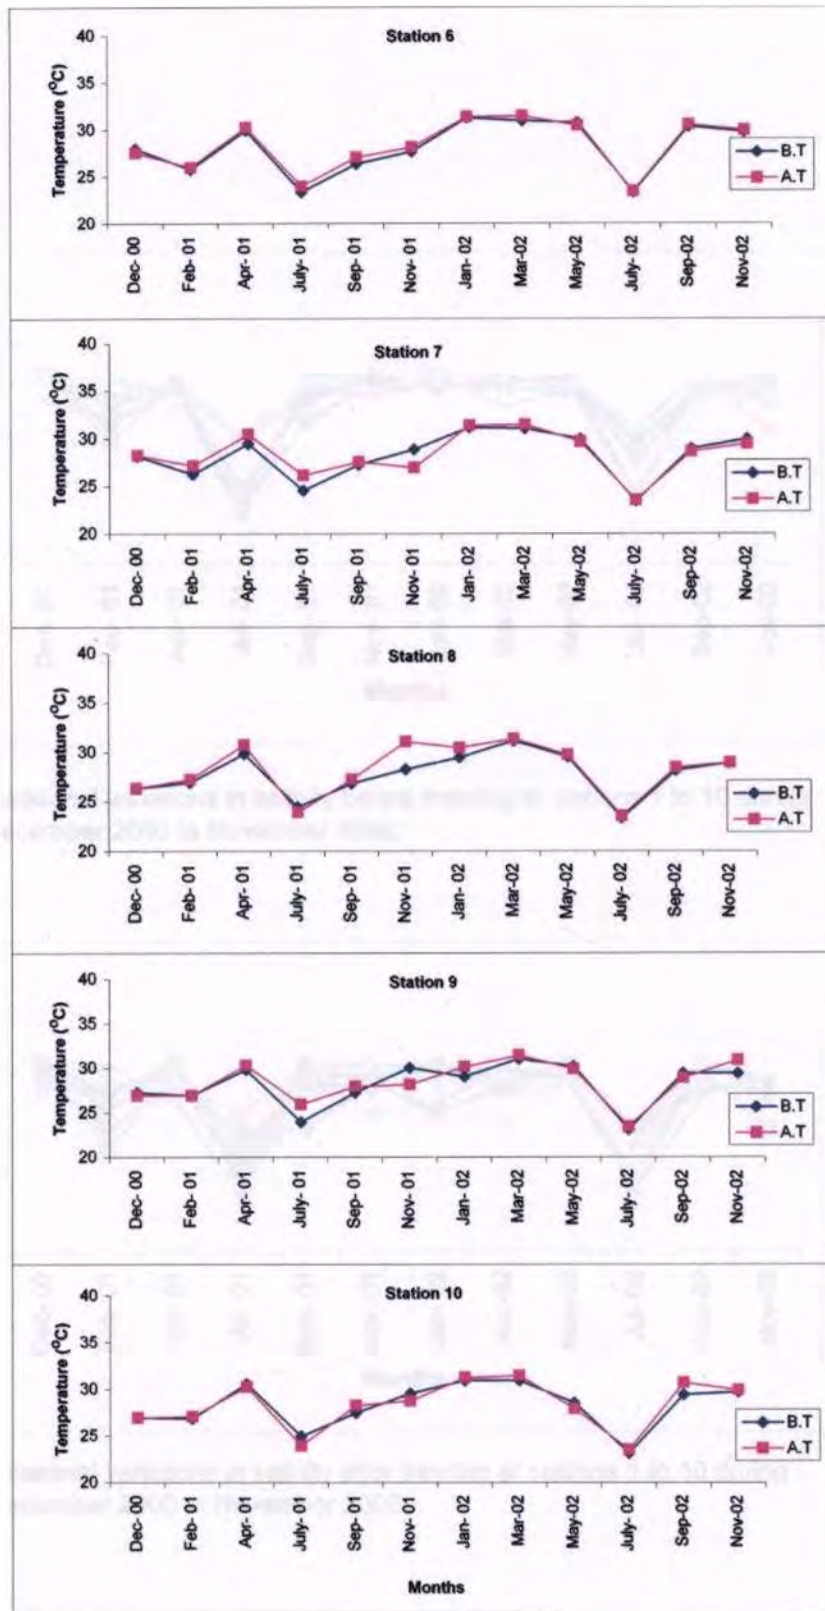 Station 6
Temperature (°C)
40
35
30
25
20
B.T
A.T
Dec- 00
Feb- 01
Apr- 01
July- 01
Sep- 01
Nov- 01
Jan- 02
Mar-02
May-02
July- 02
Sep-02
Nov-02
Station 7
Temperature (°C)
40
35
30
25
20
B.T
A.T
Dec- 00
Feb- 01
Apr- 01
July- 01
Sep- 01
Nov- 01
Jan- 02
Mar-02
May-02
July- 02
Sep-02
Nov-02
Station 8
Temperature (°C)
40
35
30
25
20
B.T
A.T
Dec- 00
Feb- 01
Apr- 01
July- 01
Sep- 01
Nov- 01
Jan- 02
Mar-02
May-02
July- 02
Sep-02
Nov-02
Station 9
Temperature (°C)
40
35
30
25
20
B.T
A.T
Dec- 00
Feb- 01
Apr- 01
July- 01
Sep- 01
Nov- 01
Jan- 02
Mar-02
May-02
July- 02
Sep-02
Nov-02
Station 10
Temperature (°C)
40
35
30
25
20
B.T
A.T
Dec- 00
Feb- 01
Apr- 01
July- 01
Sep- 01
Nov- 01
Jan- 02
Mar-02
May-02
July- 02
Sep-02
Nov-02
Months